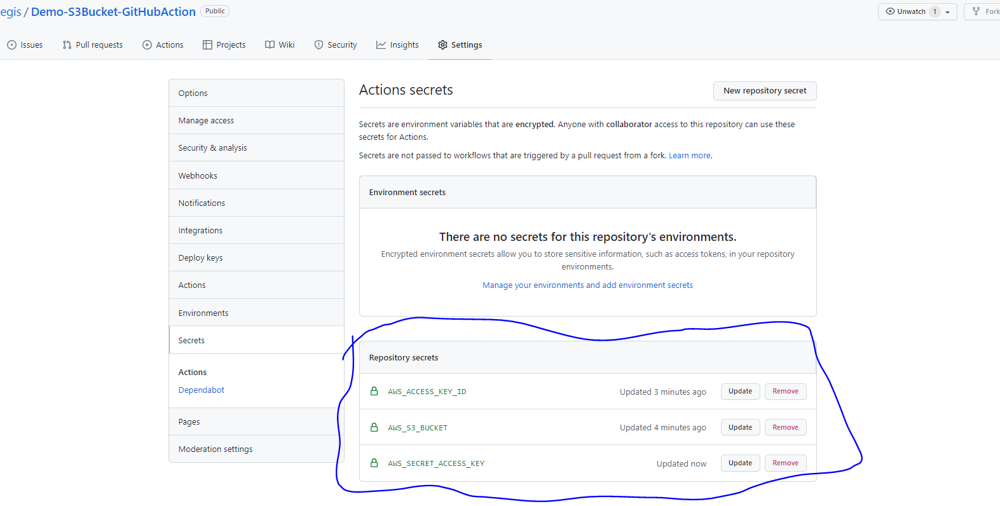 egis / Demo-S3Bucket-GitHubAction Public Unwatch 1 Fork
Issues Pull requests Actions Projects Wiki Security Insights Settings
Options
Manage access
Security & analysis
Webhooks
Notifications
Integrations
Deploy keys
Actions
Environments
Secrets
Actions
Dependabot
Pages
Moderation settings
Actions secrets
New repository secret
Secrets are environment variables that are encrypted. Anyone with collaborator access to this repository can use these
secrets for Actions.
Secrets are not passed to workflows that are triggered by a pull request from a fork. Learn more.
Environment secrets
There are no secrets for this repository's environments.
Encrypted environment secrets allow you to store sensitive information, such as access tokens, in your repository
environments.
Manage your environments and add environment secrets
Repository secrets
AWS_ACCESS_KEY_ID Updated 3 minutes ago Update Remove
AWS_S3_BUCKET Updated 4 minutes ago Update Remove
AWS_SECRET_ACCESS_KEY Updated now Update Remove